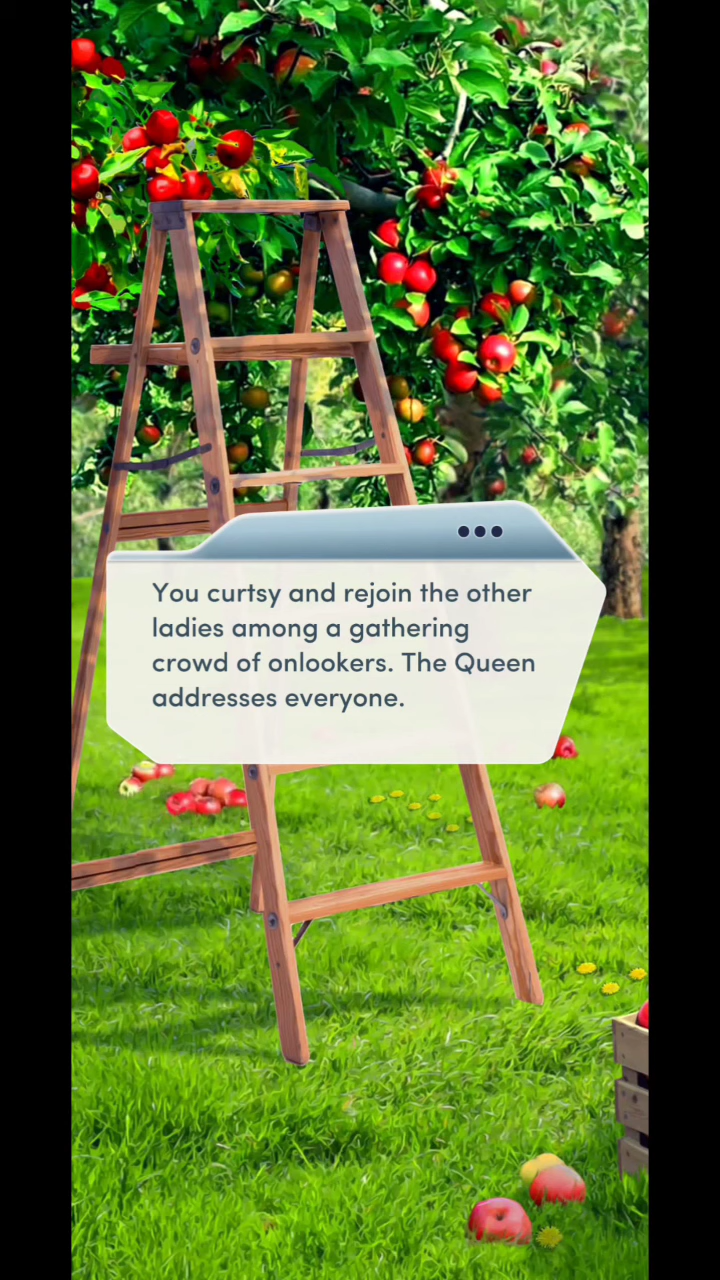 You curtsy and rejoin the other
ladies among a gathering
crowd of onlookers. The Queen
addresses everyone.